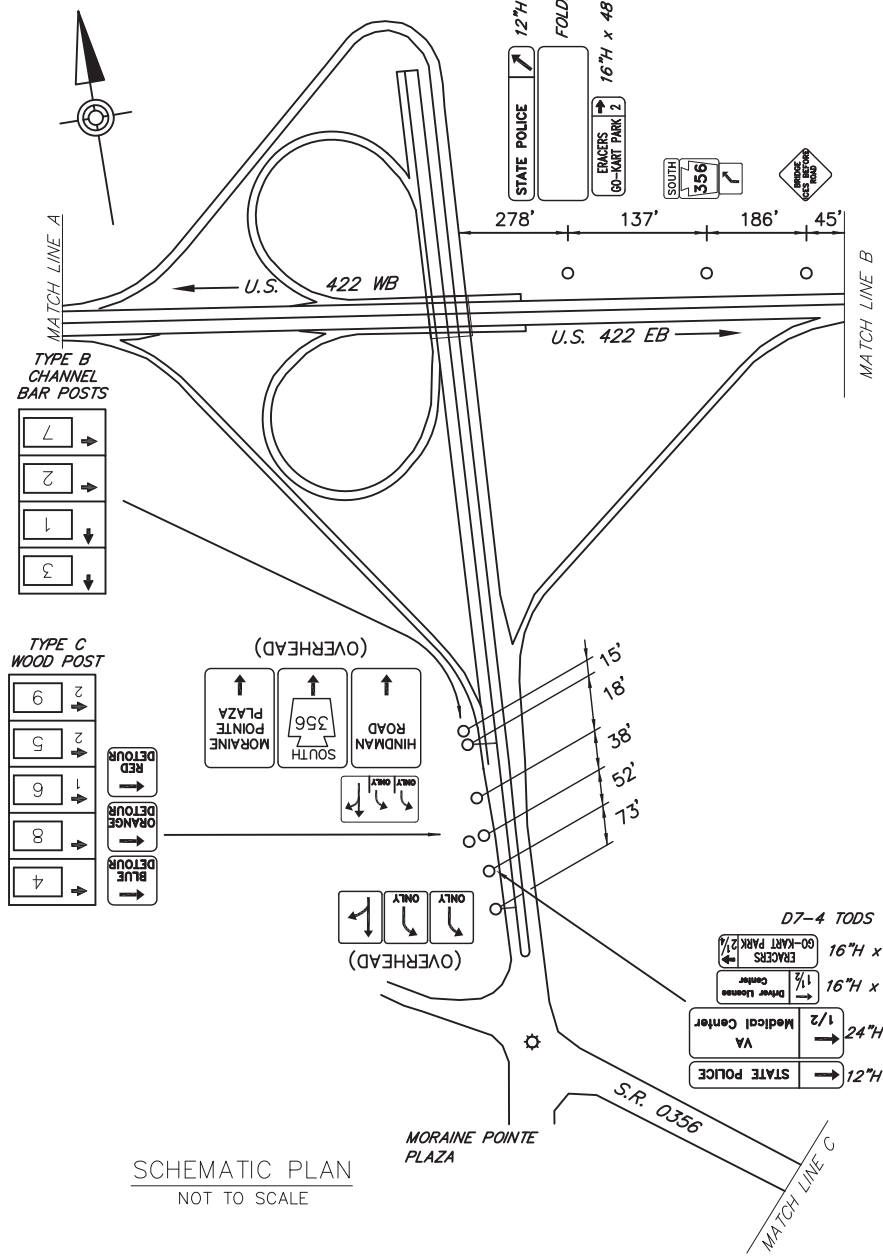 12"H
FOLD
STATE POLICE
ERACERS
GO-KART PARK 2
16"H x 48
SOUTH
356
BRIDGE
ICES BEFORE
ROAD
278'
137'
186'
45'
MATCH LINE A
U.S. 422 WB
U.S. 422 EB
MATCH LINE B
TYPE B
CHANNEL
BAR POSTS
7
2
1
3
TYPE C
WOOD POST
9 2
5 2
6 1
8
4
RED
DETOUR
ORANGE
DETOUR
BLUE
DETOUR
(OVERHEAD)
MORAINE
POINTE
PLAZA
SOUTH
356
HINDMAN
ROAD
ONLY
ONLY
15'
18'
38'
52'
73'
ONLY
ONLY
(OVERHEAD)
D7-4 TODS
ERACERS
GO-KART PARK 2 1/4
16"H x
Driver License
Center
1 1/2
16"H x
VA
Medical Center
1/2
24"H
STATE POLICE
12"H
S.R. 0356
MORAINE POINTE
PLAZA
MATCH LINE C
SCHEMATIC PLAN
NOT TO SCALE